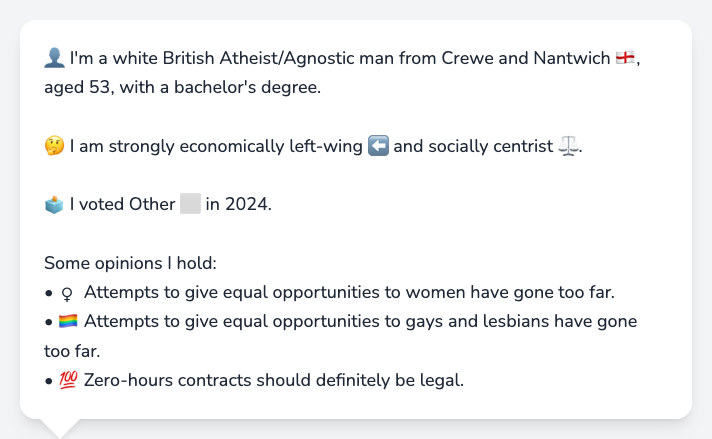 👤 I'm a white British Atheist/Agnostic man from Crewe and Nantwich 🏴󠁧󠁢󠁥󠁮󠁧󠁿,
aged 53, with a bachelor's degree.
🤔 I am strongly economically left-wing ⬅️ and socially centrist ⚖️.
🗳️ I voted Other ⬜ in 2024.
Some opinions I hold:
• ♀ Attempts to give equal opportunities to women have gone too far.
• 🏳️‍🌈 Attempts to give equal opportunities to gays and lesbians have gone
too far.
• 💯 Zero-hours contracts should definitely be legal.